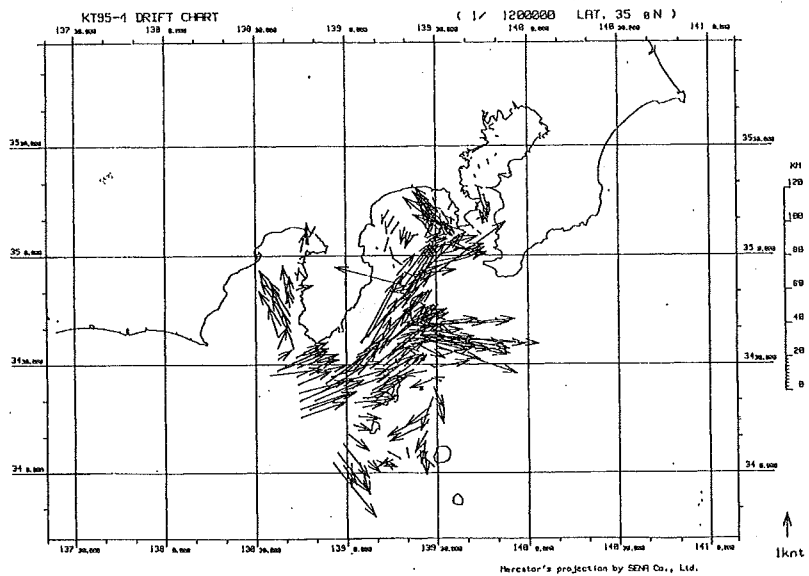 KT95-4 DRIFT CHART ( 1/ 1200000 LAT. 35 0 N )
137 30.000 138 0.000 138 30.000 139 0.000 139 30.000 140 0.000 140 30.000 141 0.000
35 30.000 35 30.000
KM
120
100
80
60
40
20
0
35 0.000 35 0.000
34 30.000 34 30.000
34 0.000 34 0.000
1knt
137 30.000 138 0.000 138 30.000 139 0.000 139 30.000 140 0.000 140 30.000 141 0.000
Mercator's projection by SENA Co., Ltd.